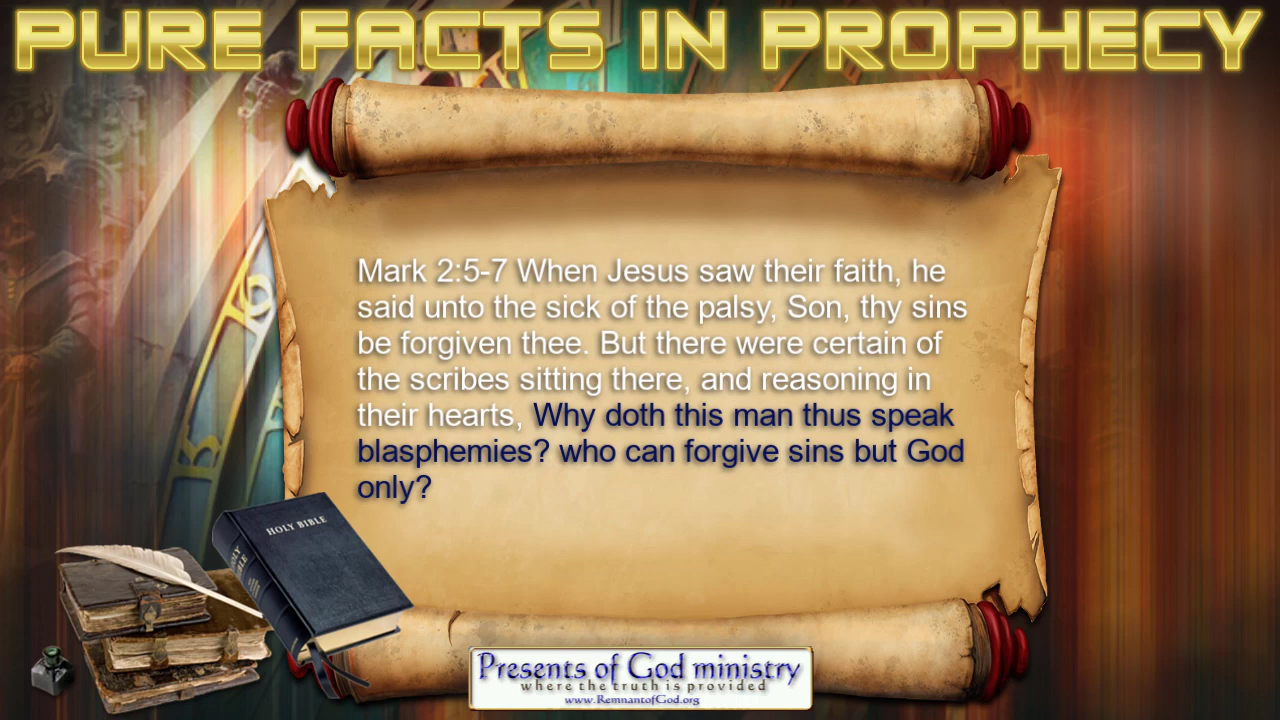 PURE FACTS IN PROPHECY
Mark 2:5-7 When Jesus saw their faith, he
said unto the sick of the palsy, Son, thy sins
be forgiven thee. But there were certain of
the scribes sitting there, and reasoning in
their hearts, Why doth this man thus speak
blasphemies? who can forgive sins but God
only?
HOLY BIBLE
HOLY
BIBLE
Presents of God ministry
where the truth is provided
www.RemnantofGod.org